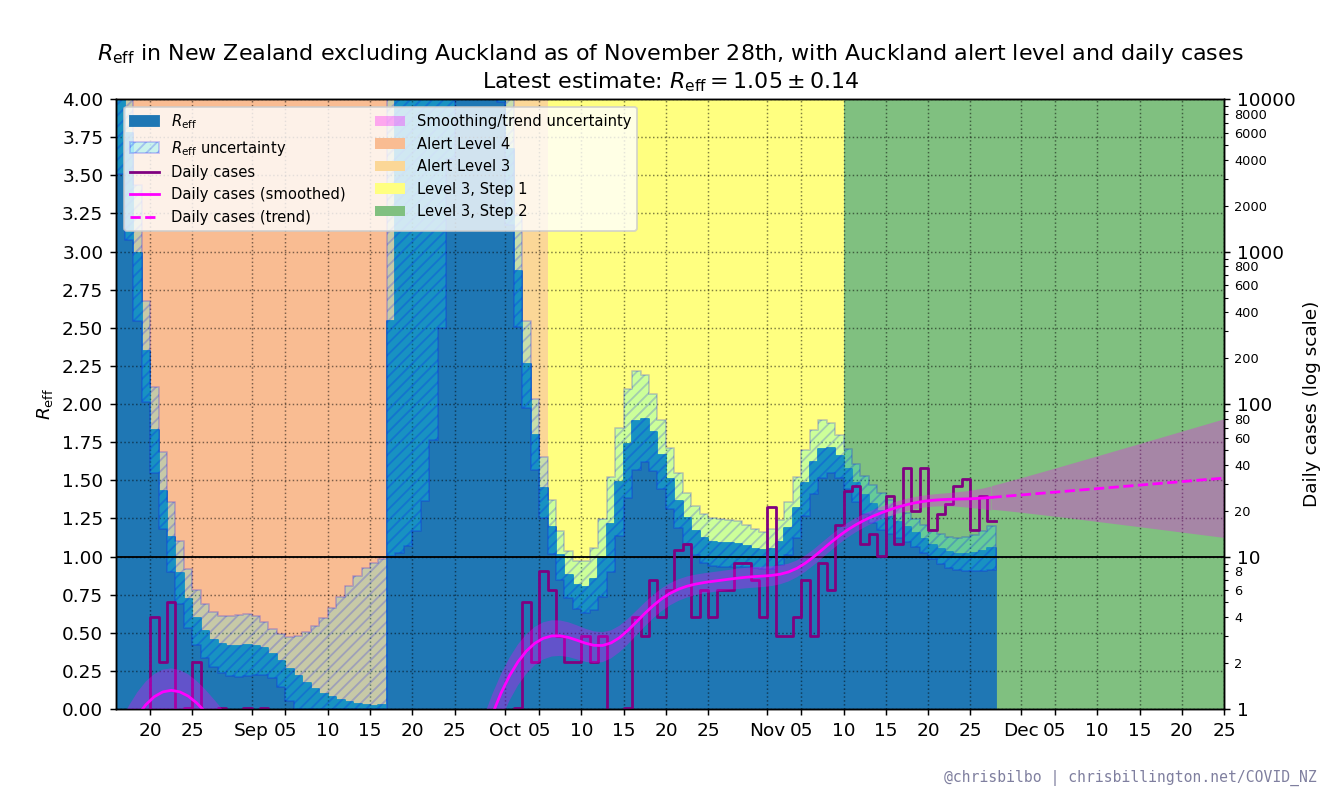 R_eff in New Zealand excluding Auckland as of November 28th, with Auckland alert level and daily cases
Latest estimate: R_eff = 1.05 ± 0.14
R_eff
R_eff uncertainty
Daily cases
Daily cases (smoothed)
Daily cases (trend)
Smoothing/trend uncertainty
Alert Level 4
Alert Level 3
Level 3, Step 1
Level 3, Step 2
R_eff
4.00
3.75
3.50
3.25
3.00
2.75
2.50
2.25
2.00
1.75
1.50
1.25
1.00
0.75
0.50
0.25
0.00
10000
8000
6000
4000
2000
1000
800
600
400
200
100
80
60
40
20
10
8
6
4
2
1
Daily cases (log scale)
20 25 Sep 05 10 15 20 25 Oct 05 10 15 20 25 Nov 05 10 15 20 25 Dec 05 10 15 20 25
@chrisbilbo | chrisbillington.net/COVID_NZ